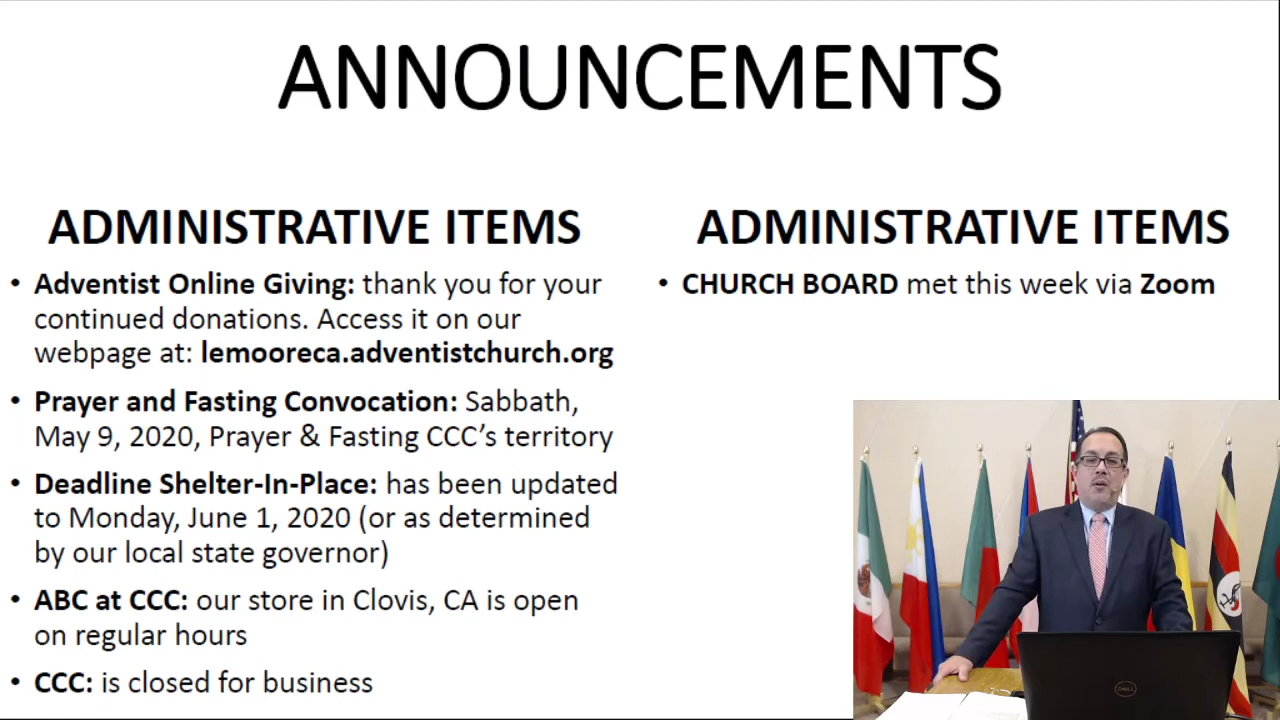 ANNOUNCEMENTS
ADMINISTRATIVE ITEMS
• Adventist Online Giving: thank you for your
continued donations. Access it on our
webpage at: lemooreca.adventistchurch.org
• Prayer and Fasting Convocation: Sabbath,
May 9, 2020, Prayer & Fasting CCC’s territory
• Deadline Shelter-In-Place: has been updated
to Monday, June 1, 2020 (or as determined
by our local state governor)
• ABC at CCC: our store in Clovis, CA is open
on regular hours
• CCC: is closed for business
ADMINISTRATIVE ITEMS
• CHURCH BOARD met this week via Zoom
DELL